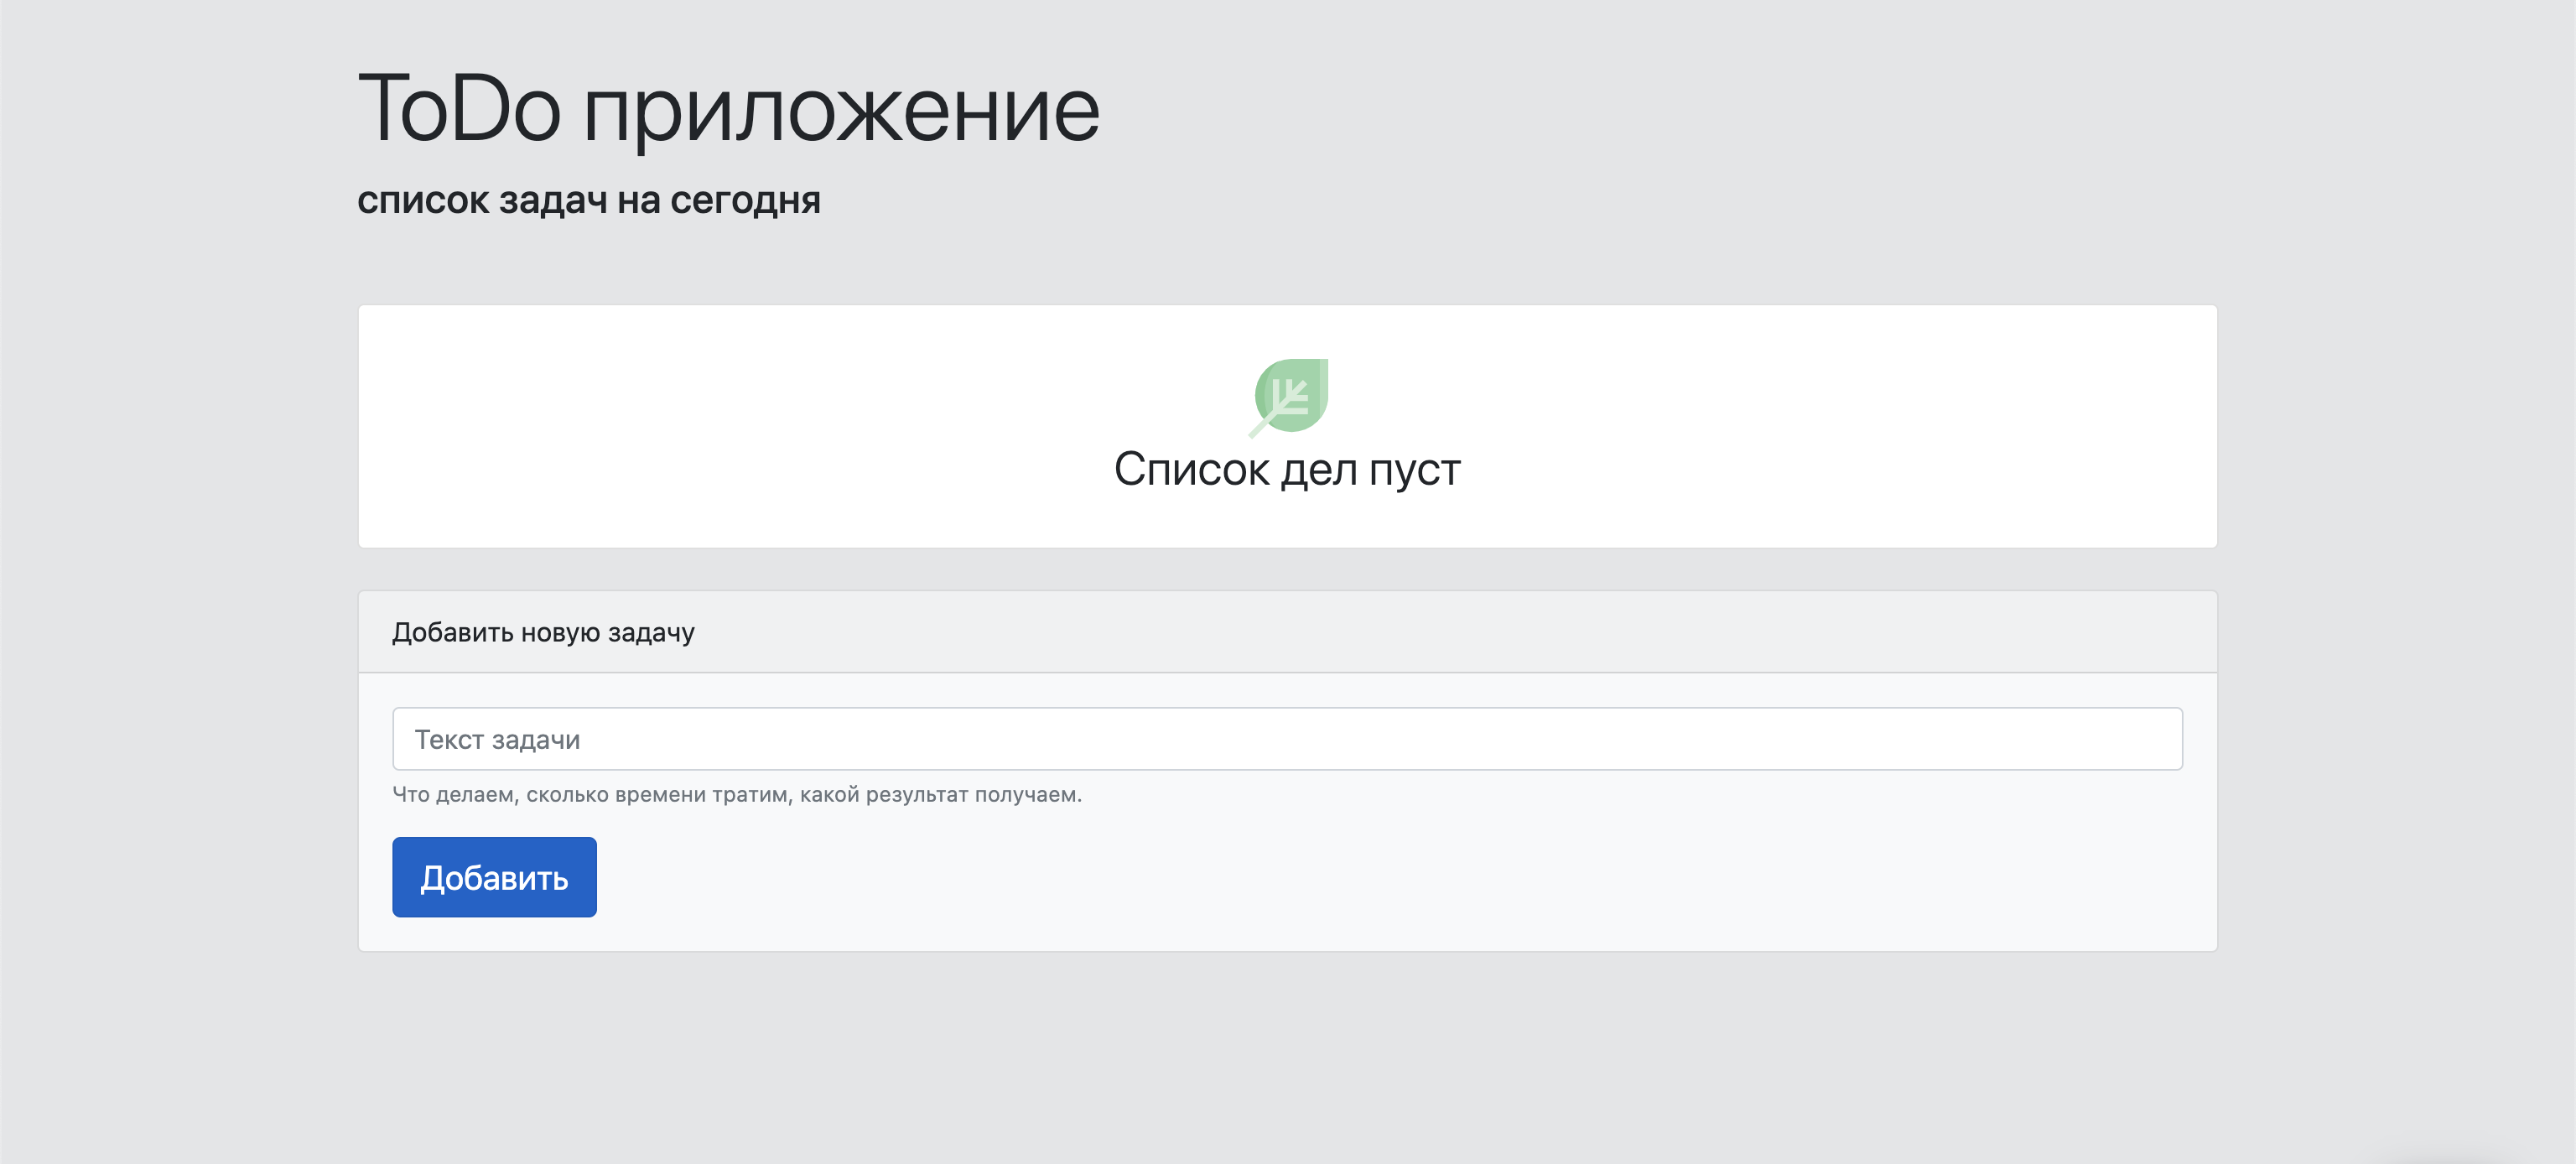 ToDo приложение
список задач на сегодня
Список дел пуст
Добавить новую задачу
Текст задачи
Что делаем, сколько времени тратим, какой результат получаем.
Добавить